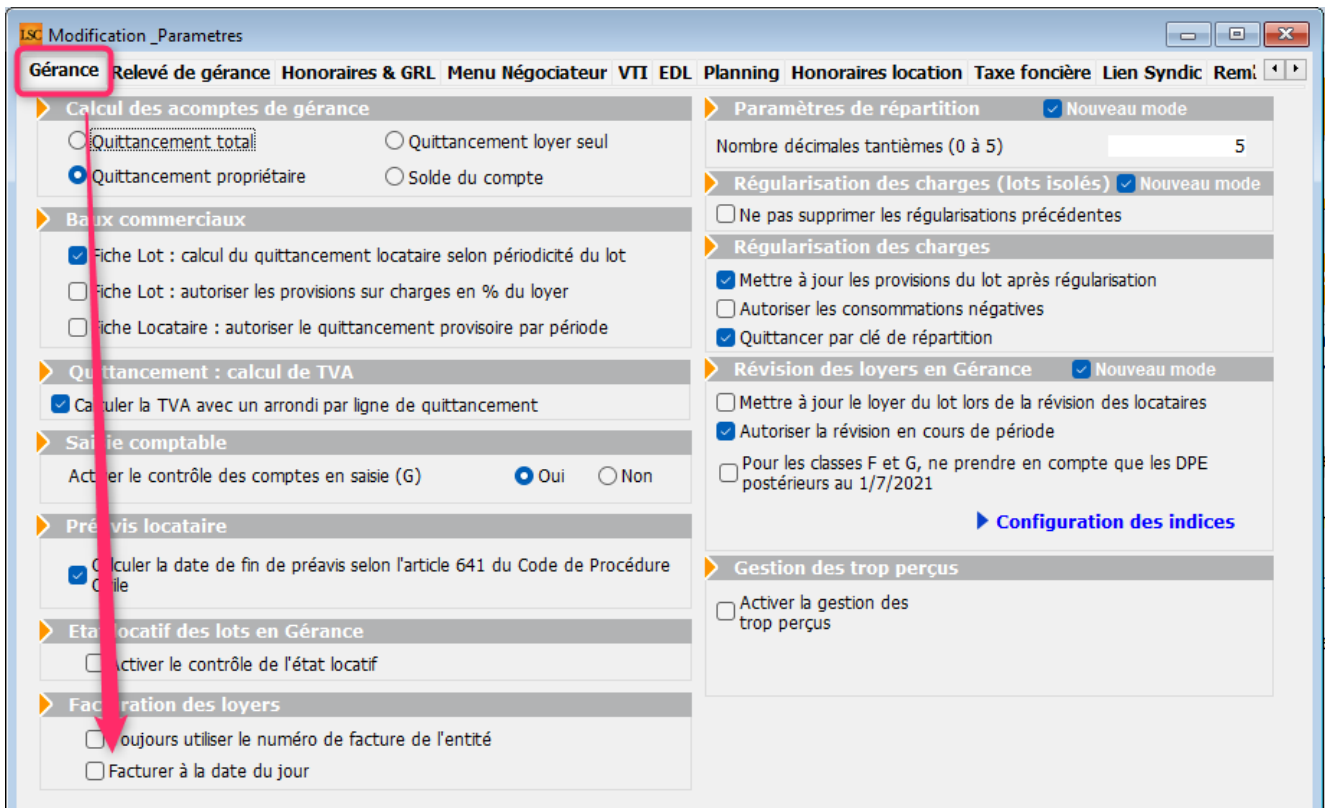 LSC Modification _Parametres
Gérance Relevé de gérance Honoraires & GRL Menu Négociateur VTI EDL Planning Honoraires location Taxe foncière Lien Syndic
Calcul des acomptes de gérance
Quittancement total Quittancement loyer seul
Quittancement propriétaire Solde du compte
Baux commerciaux
Fiche Lot : calcul du quittancement locataire selon périodicité du lot
Fiche Lot : autoriser les provisions sur charges en % du loyer
Fiche Locataire : autoriser le quittancement provisoire par période
Quittancement : calcul de TVA
Calculer la TVA avec un arrondi par ligne de quittancement
Saisie comptable
Activer le contrôle des comptes en saisie (G) Oui Non
Préavis locataire
Calculer la date de fin de préavis selon l'article 641 du Code de Procédure
Civile
Etat locatif des lots en Gérance
Activer le contrôle de l'état locatif
Facturation des loyers
Toujours utiliser le numéro de facture de l'entité
Facturer à la date du jour
Paramètres de répartition Nouveau mode
Nombre décimales tantièmes (0 à 5) 5
Régularisation des charges (lots isolés) Nouveau mode
Ne pas supprimer les régularisations précédentes
Régularisation des charges
Mettre à jour les provisions du lot après régularisation
Autoriser les consommations négatives
Quittancer par clé de répartition
Révision des loyers en Gérance Nouveau mode
Mettre à jour le loyer du lot lors de la révision des locataires
Autoriser la révision en cours de période
Pour les classes F et G, ne prendre en compte que les DPE
postérieurs au 1/7/2021
Configuration des indices
Gestion des trop perçus
Activer la gestion des
trop perçus